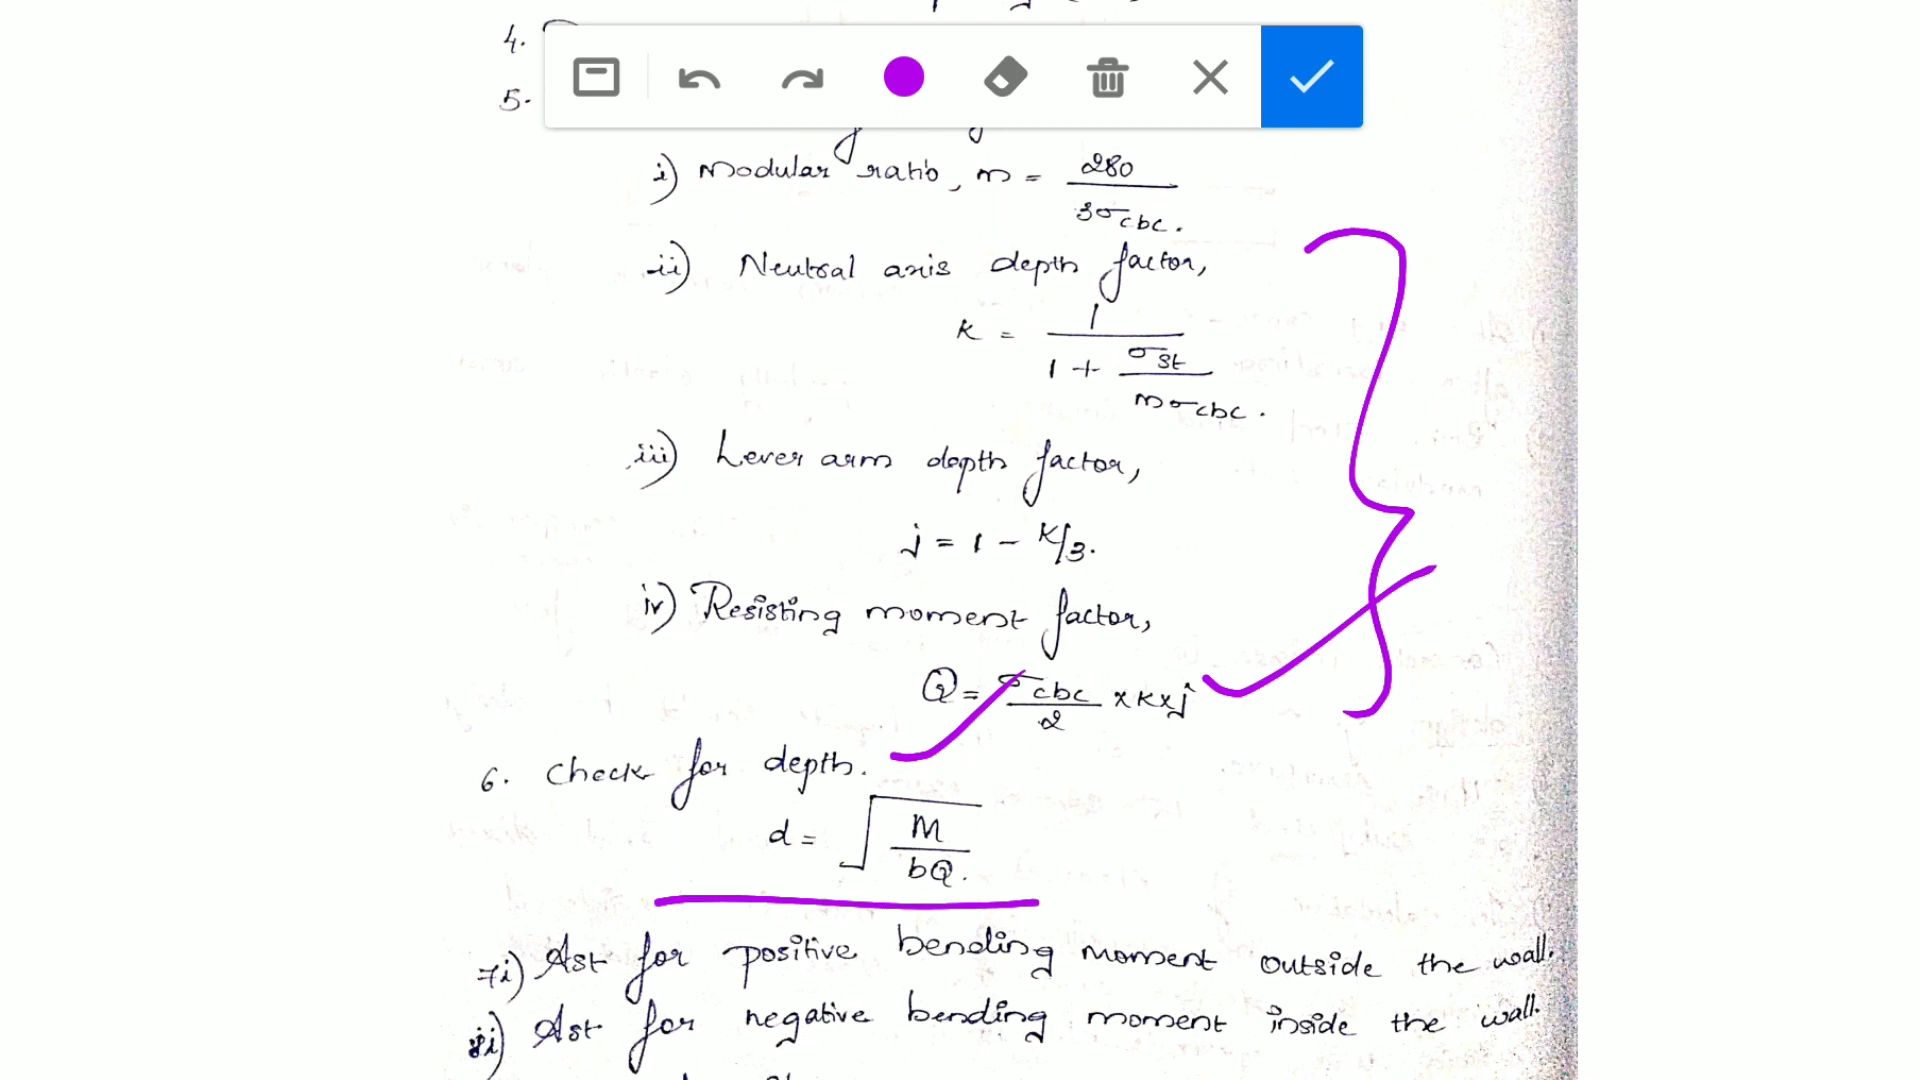 4.
5.
i) Modular ratio, m = 280 / 3σcbc.
ii) Neutral axis depth factor,
k = 1 / 1 + σst / mσcbc.
iii) Lever arm depth factor,
j = 1 - k/3.
iv) Resisting moment factor,
Q = σcbc / 2 x k x j
6. Check for depth.
d = √ M / bQ.
7i) Ast for positive bending moment outside the wall.
ii) Ast for negative bending moment inside the wall.